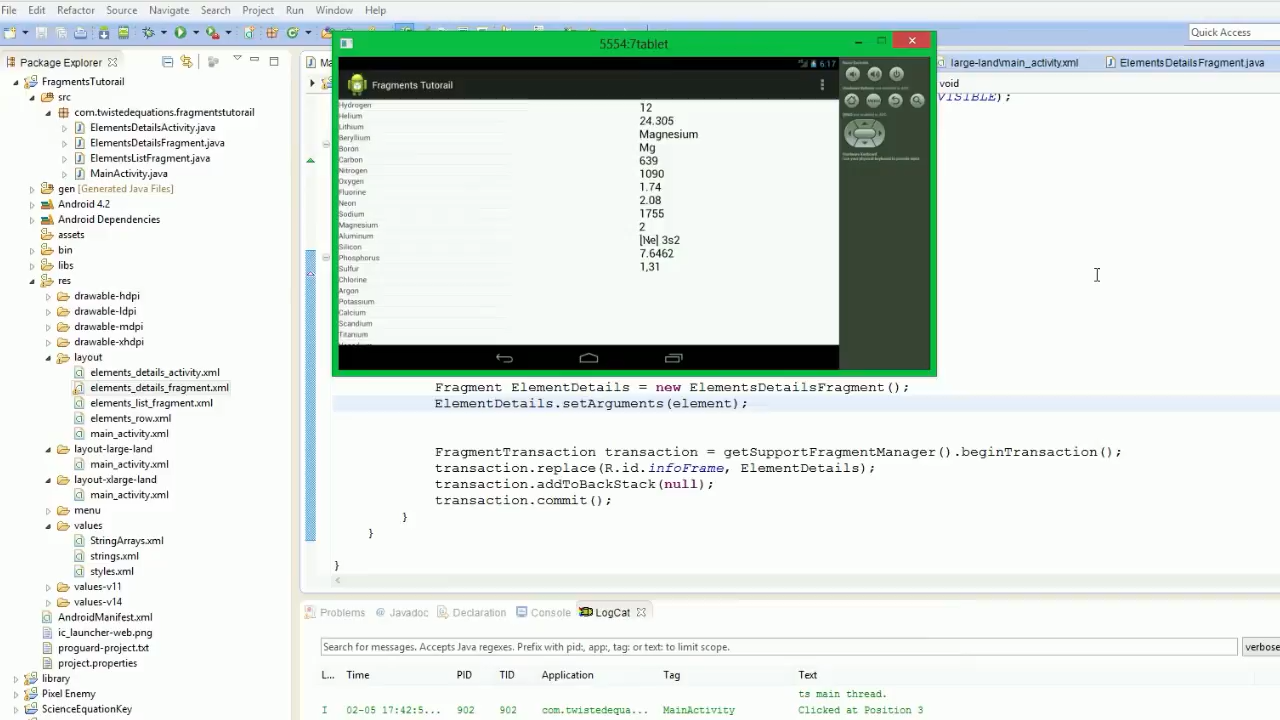 File Edit Refactor Source Navigate Search Project Run Window Help
Quick Access
Package Explorer
FragmentsTutorial
src
com.twistedequations.fragmentstutorail
ElementsDetailsActivity.java
ElementsDetailsFragment.java
ElementsListFragment.java
MainActivity.java
gen [Generated Java Files]
Android 4.2
Android Dependencies
assets
bin
libs
res
drawable-hdpi
drawable-ldpi
drawable-mdpi
drawable-xhdpi
layout
elements_details_activity.xml
elements_details_fragment.xml
elements_list_fragment.xml
elements_row.xml
main_activity.xml
layout-large-land
main_activity.xml
layout-xlarge-land
main_activity.xml
menu
values
StringArrays.xml
strings.xml
styles.xml
values-v11
values-v14
AndroidManifest.xml
ic_launcher-web.png
proguard-project.txt
project.properties
library
Pixel Enemy
ScienceEquationKey
5554:7tablet
6:17
Fragments Tutorail
Hydrogen
Helium
Lithium
Beryllium
Boron
Carbon
Nitrogen
Oxygen
Fluorine
Neon
Sodium
Magnesium
Aluminum
Silicon
Phosphorus
Sulfur
Chlorine
Argon
Potassium
Calcium
Scandium
Titanium
12
24.305
Magnesium
Mg
639
1090
1.74
2.08
1755
2
[Ne] 3s2
7.6462
1,31
large-land\main_activity.xml ElementsDetailsFragment.java
void
VISIBLE);
Fragment ElementDetails = new ElementsDetailsFragment();
ElementDetails.setArguments(element);
FragmentTransaction transaction = getSupportFragmentManager().beginTransaction();
transaction.replace(R.id.infoFrame, ElementDetails);
transaction.addToBackStack(null);
transaction.commit();
}
}
}
Problems @ Javadoc Declaration Console LogCat
Search for messages. Accepts Java regexes. Prefix with pid:, app:, tag: or text: to limit scope.
verbose
L... Time PID TID Application Tag Text
ts main thread.
I 02-05 17:42:5... 902 902 com.twistedequa... MainActivity Clicked at Position 3